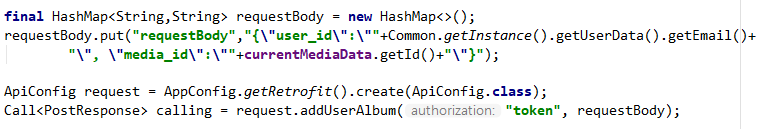 final HashMap<String,String> requestBody = new HashMap<>();
requestBody.put("requestBody","{\"user_id\":\""+Common.getInstance().getUserData().getEmail()+
"\", \"media_id\":\""+currentMediaData.getId()+"\"}");
ApiConfig request = AppConfig.getRetrofit().create(ApiConfig.class);
Call<PostResponse> calling = request.addUserAlbum( authorization: "token", requestBody);